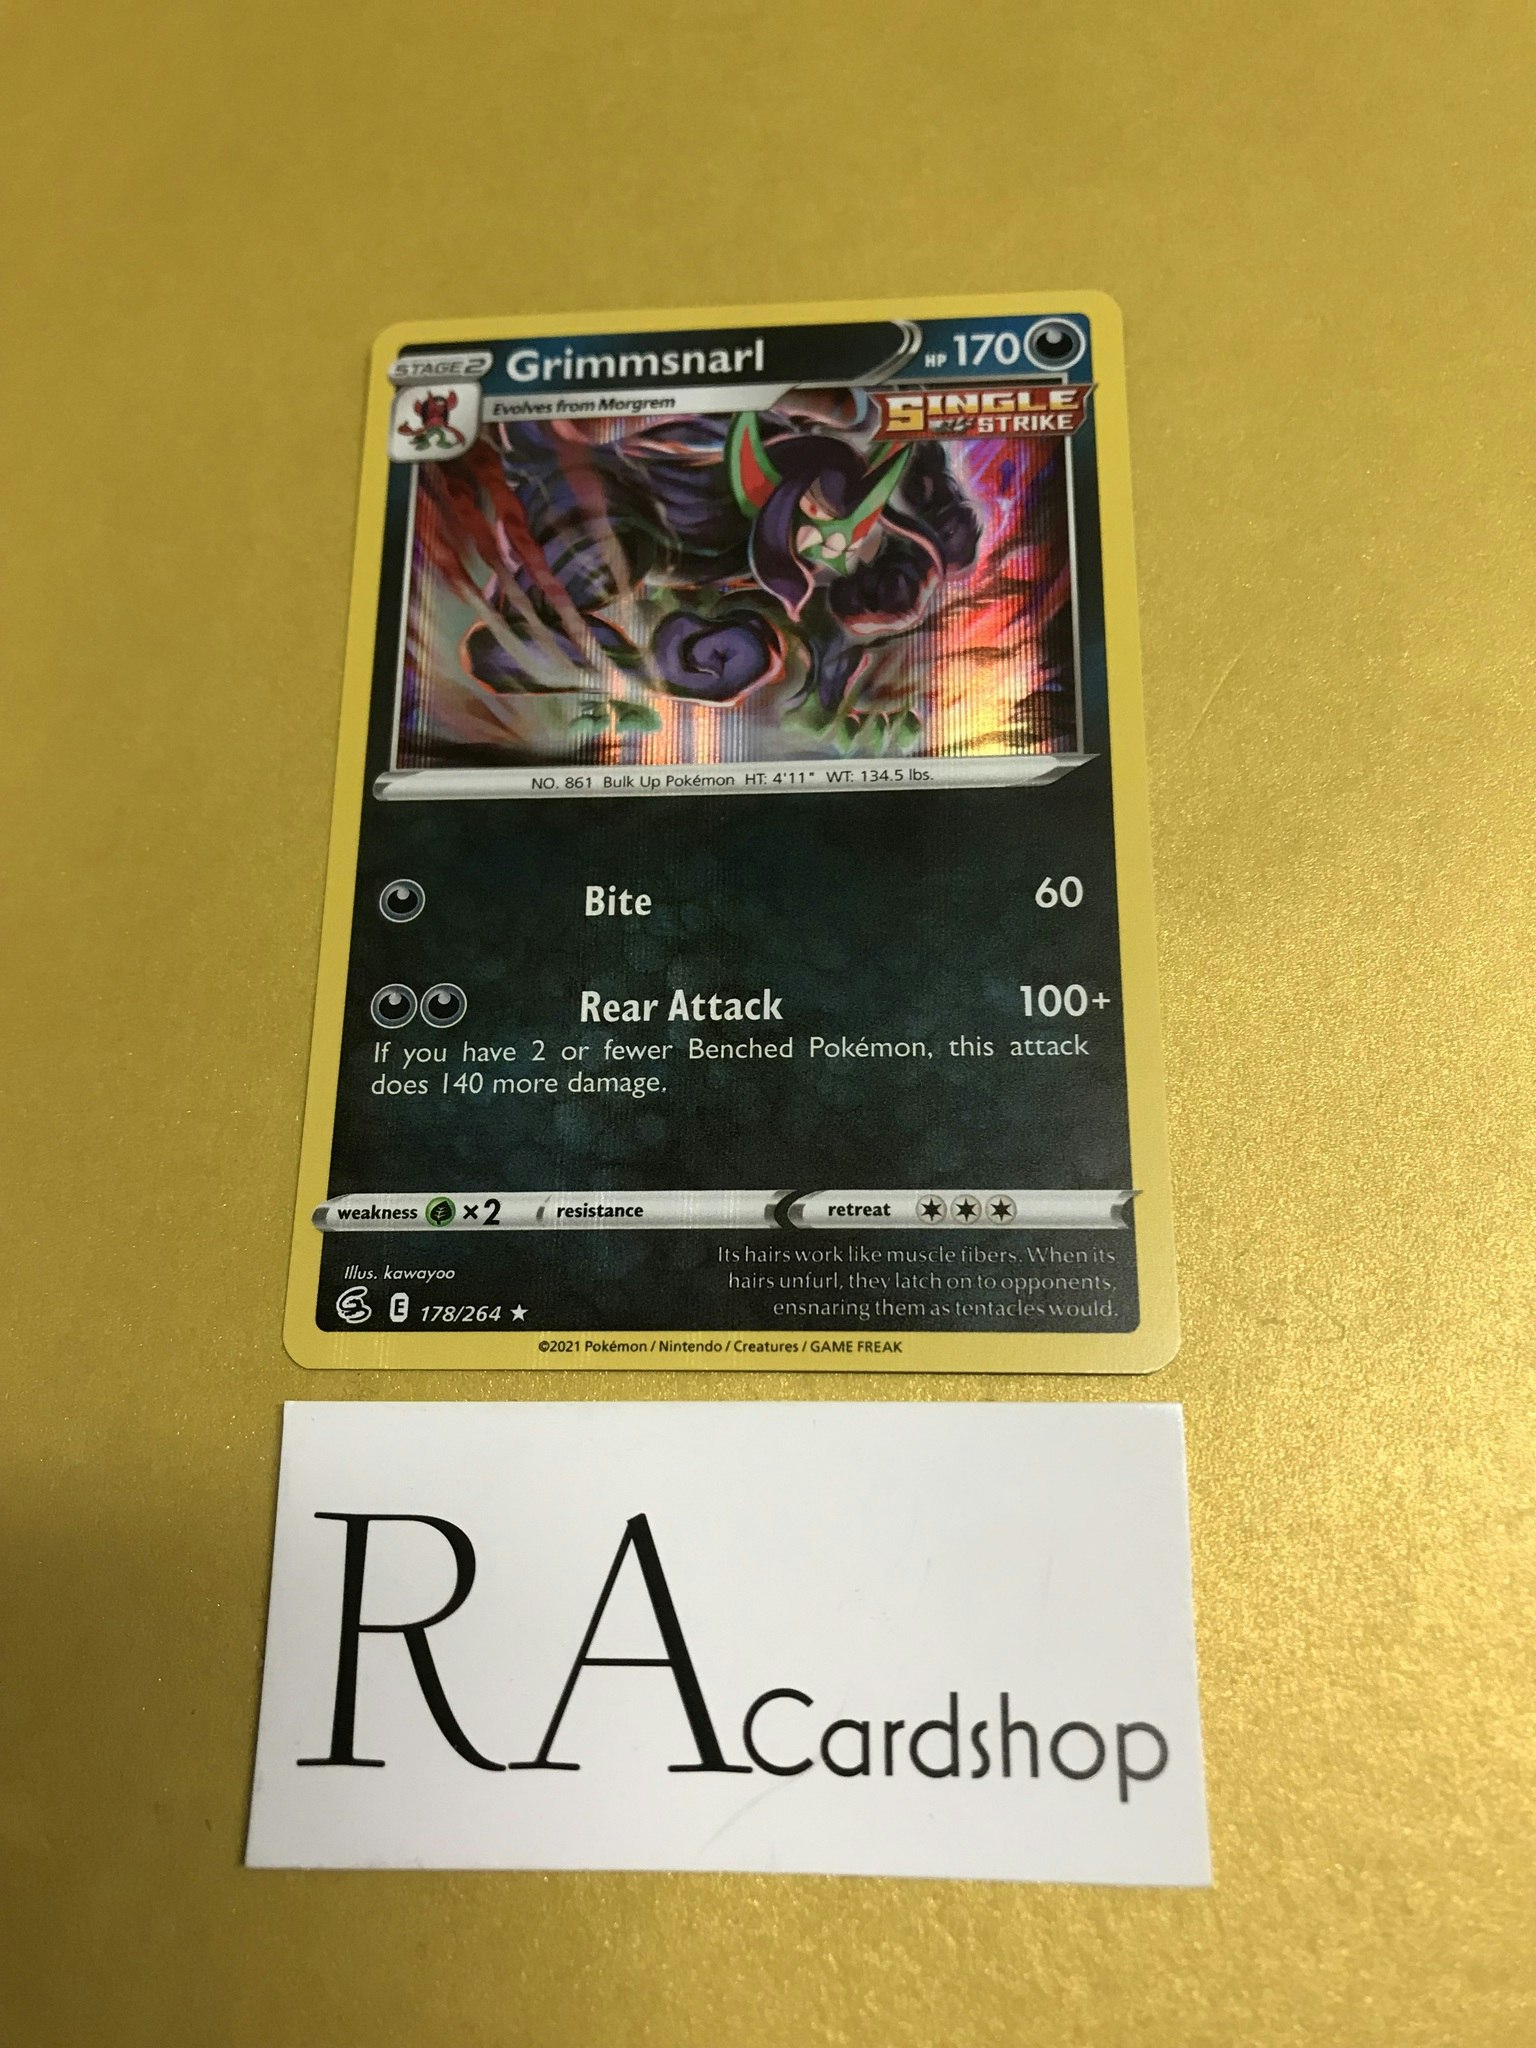 STAGE 2 Grimmsnarl HP 170
Evolves from Morgrem
SINGLE
STRIKE
NO. 861 Bulk Up Pokémon HT: 4'11" WT: 134.5 lbs.
Bite 60
Rear Attack 100+
If you have 2 or fewer Benched Pokémon, this attack
does 140 more damage.
weakness ×2 resistance retreat
Its hairs work like muscle fibers. When its
hairs unfurl, they latch on to opponents,
ensnaring them as tentacles would.
Illus. kawayoo
E 178/264 ★
©2021 Pokémon / Nintendo / Creatures / GAME FREAK
RA Cardshop